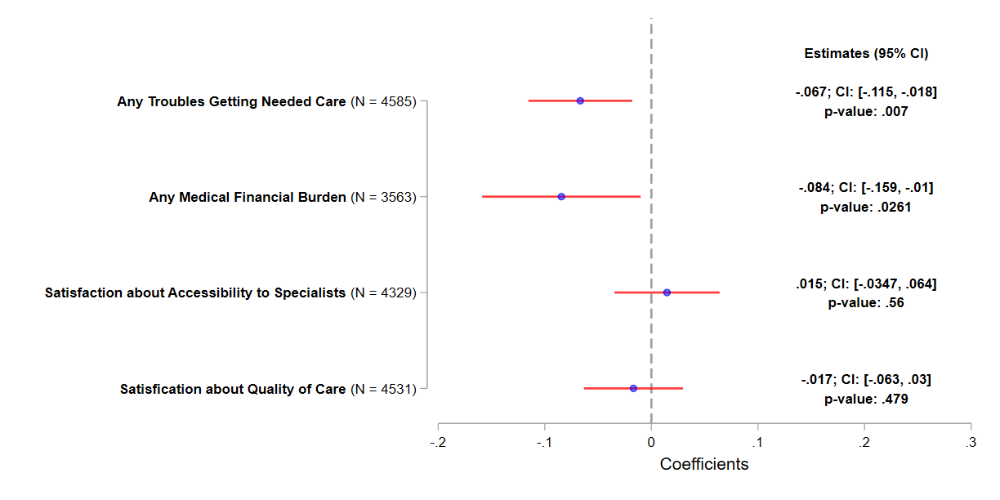 Estimates (95% CI)
Any Troubles Getting Needed Care (N = 4585)
-.067; CI: [-.115, -.018]
p-value: .007
Any Medical Financial Burden (N = 3563)
-.084; CI: [-.159, -.01]
p-value: .0261
Satisfaction about Accessibility to Specialists (N = 4329)
.015; CI: [-.0347, .064]
p-value: .56
Satisfication about Quality of Care (N = 4531)
-.017; CI: [-.063, .03]
p-value: .479
-.2 -.1 0 .1 .2 .3
Coefficients